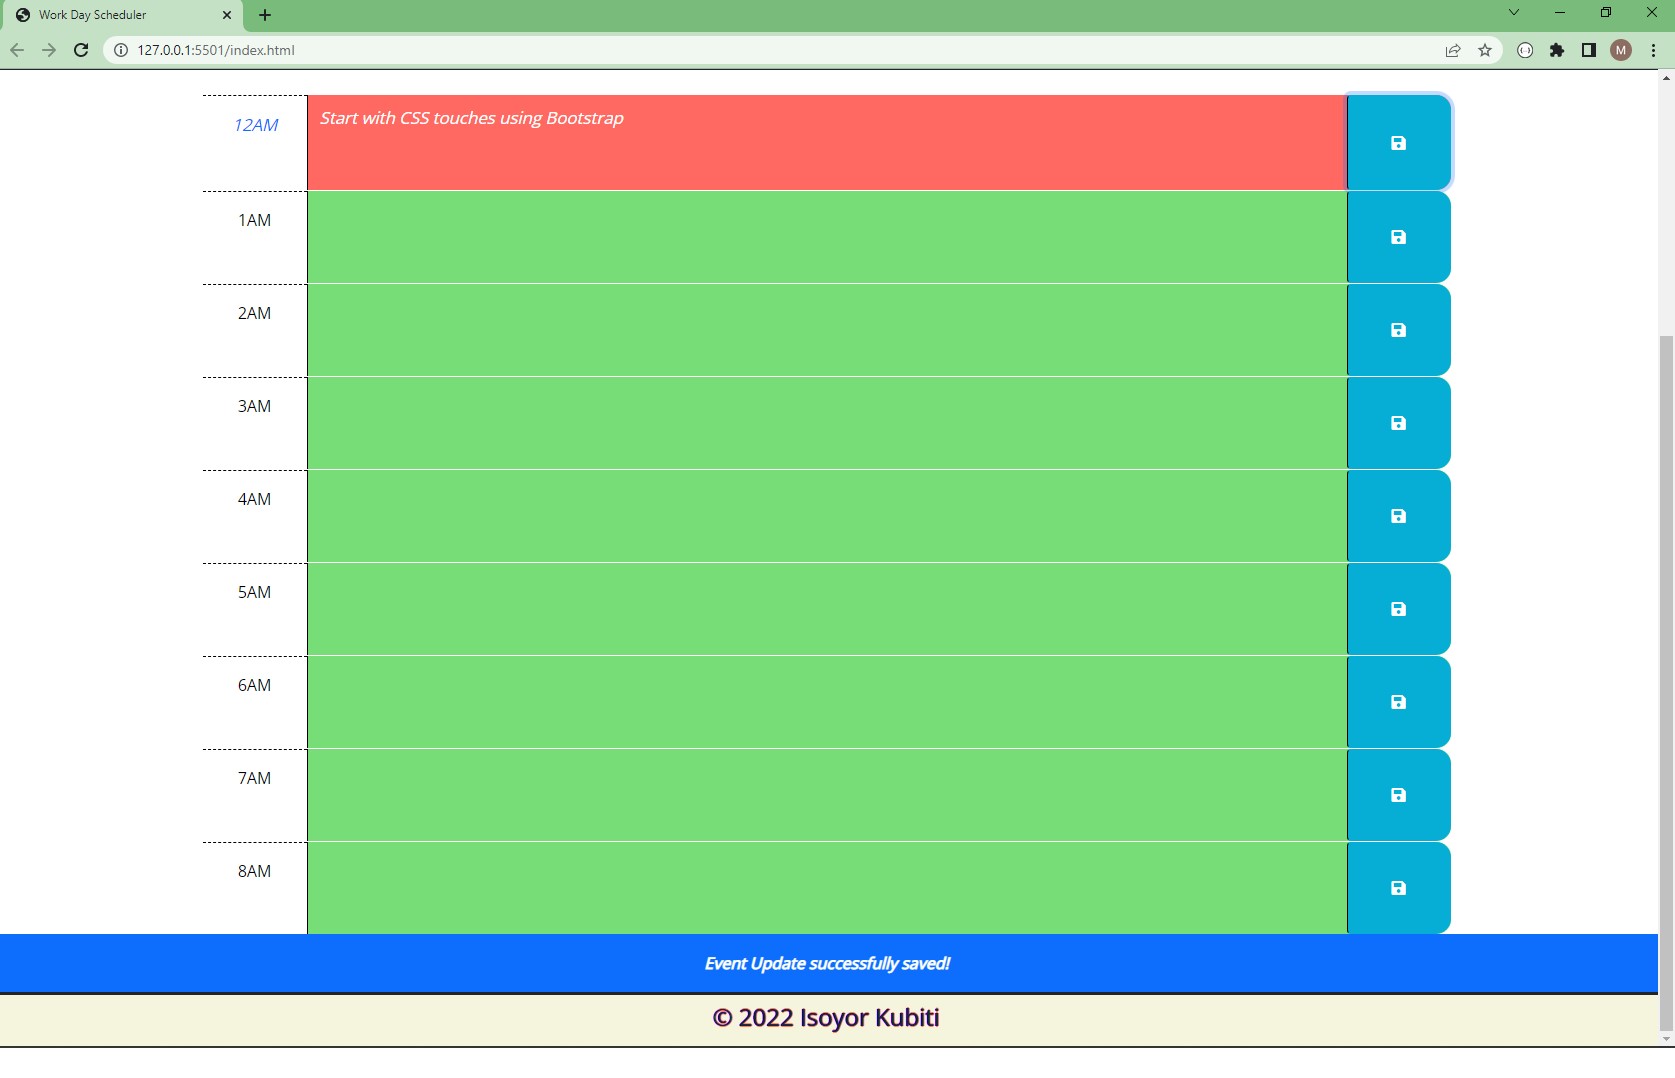 Work Day Scheduler
127.0.0.1:5501/index.html
M
12AM
Start with CSS touches using Bootstrap
1AM
2AM
3AM
4AM
5AM
6AM
7AM
8AM
Event Update successfully saved!
© 2022 Isoyor Kubiti